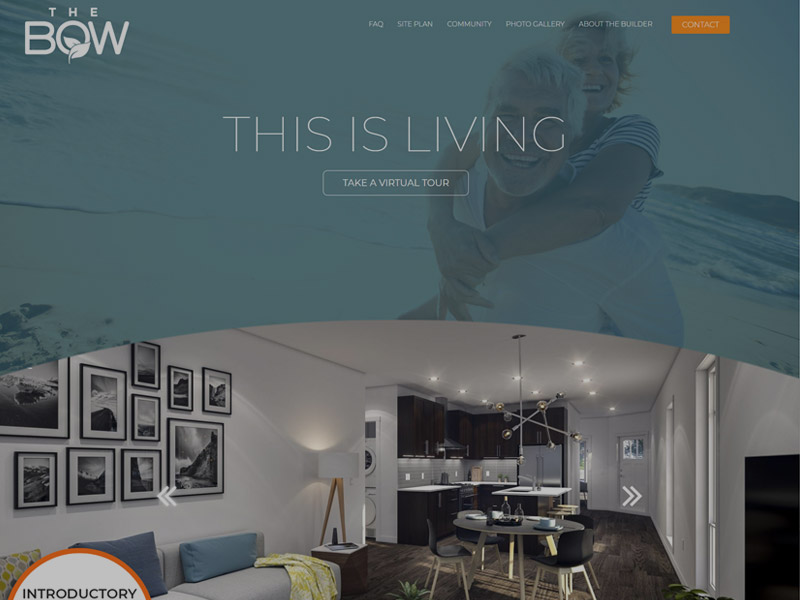 THE
BOW
FAQ
SITE PLAN
COMMUNITY
PHOTO GALLERY
ABOUT THE BUILDER
CONTACT
THIS IS LIVING
TAKE A VIRTUAL TOUR
INTRODUCTORY